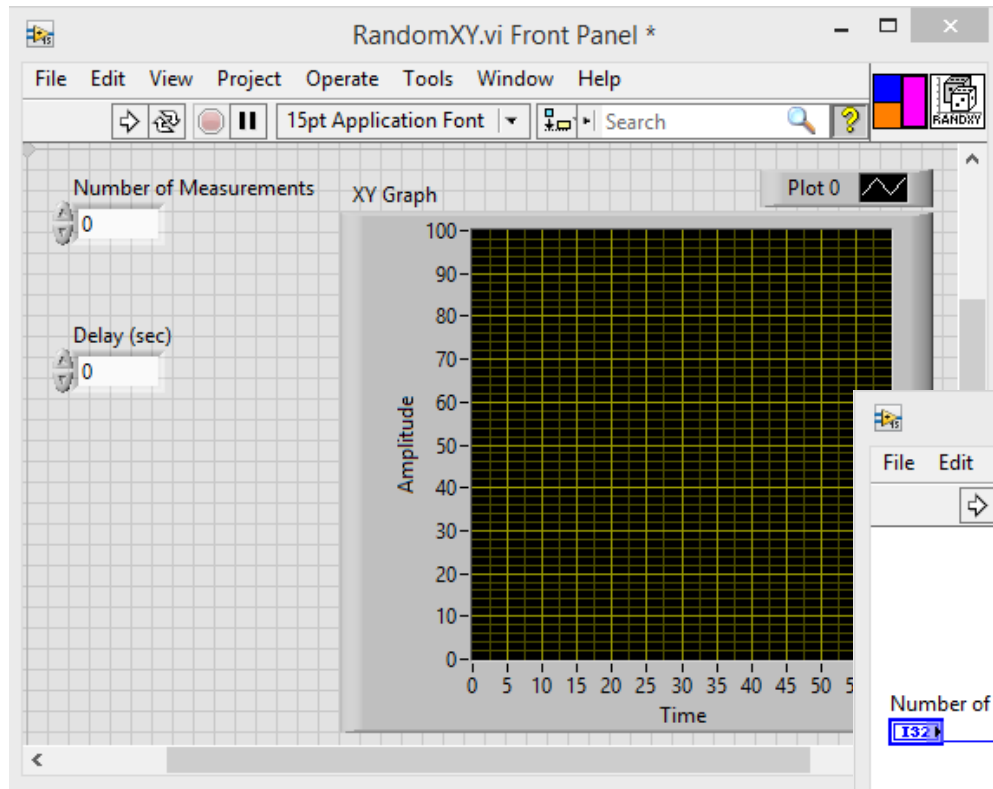 RandomXY.vi Front Panel *
File Edit View Project Operate Tools Window Help
15pt Application Font Search ?
RANDXY
Number of Measurements
0
Delay (sec)
0
XY Graph
Plot 0
100
90
80
70
60
50
40
30
20
10
0
Amplitude
0 5 10 15 20 25 30 35 40 45 50 5
Time
15
File Edit
Number of
I32